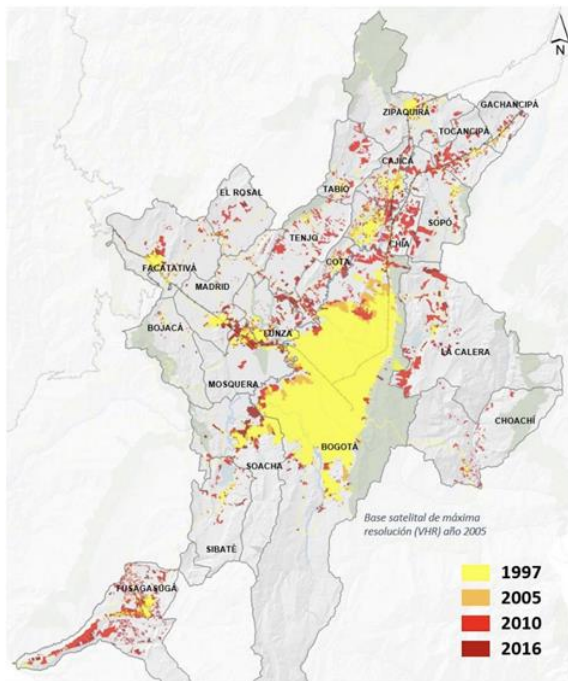 N
ZIPAQUIRÁ
GACHANCIPÁ
TOCANCIPÁ
CAJICÁ
TABIO
EL ROSAL
SOPÓ
TENJO
CHÍA
COTA
FACATATIVÁ
MADRID
BOJACÁ
FUNZA
LA CALERA
MOSQUERA
CHOACHÍ
BOGOTÁ
SOACHA
Base satelital de máxima
resolución (VHR) año 2005
SIBATÉ
FUSAGASUGÁ
1997
2005
2010
2016